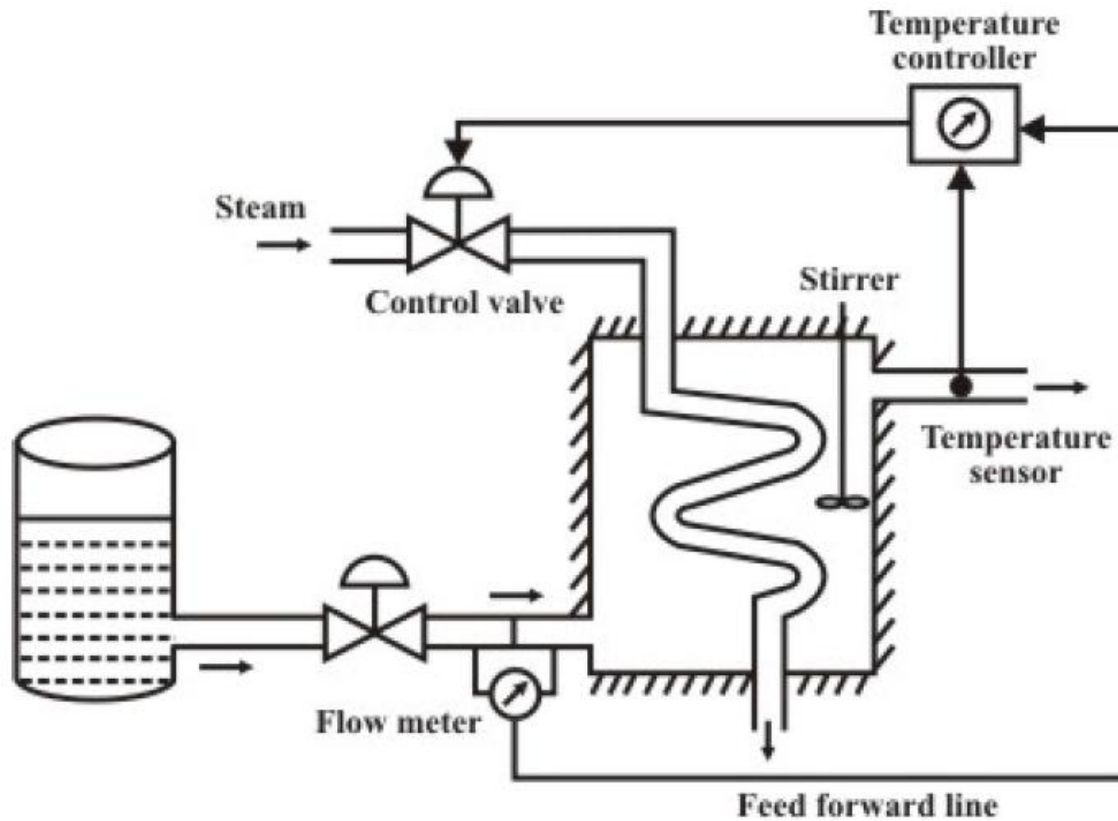 Temperature
controller
Steam
Control valve
Stirrer
Temperature
sensor
Flow meter
Feed forward line